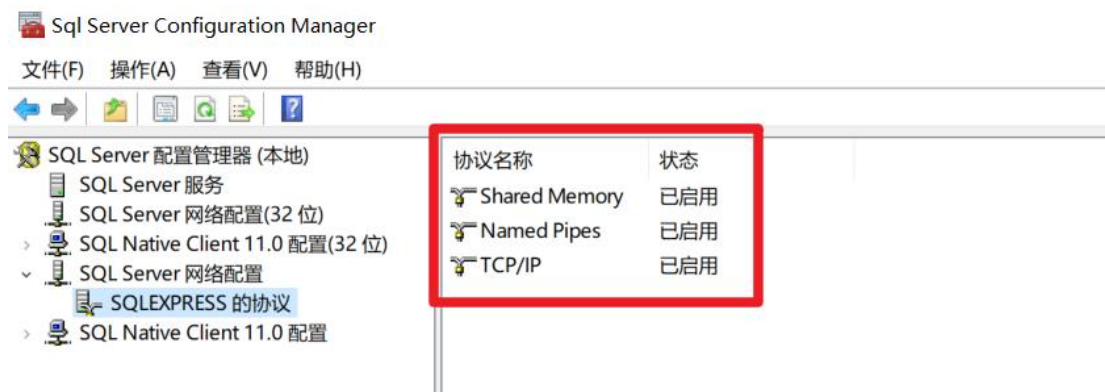 Sql Server Configuration Manager
文件(F) 操作(A) 查看(V) 帮助(H)
SQL Server 配置管理器 (本地)
SQL Server 服务
SQL Server 网络配置(32 位)
SQL Native Client 11.0 配置(32 位)
SQL Server 网络配置
SQLEXPRESS 的协议
SQL Native Client 11.0 配置
协议名称 状态
Shared Memory 已启用
Named Pipes 已启用
TCP/IP 已启用